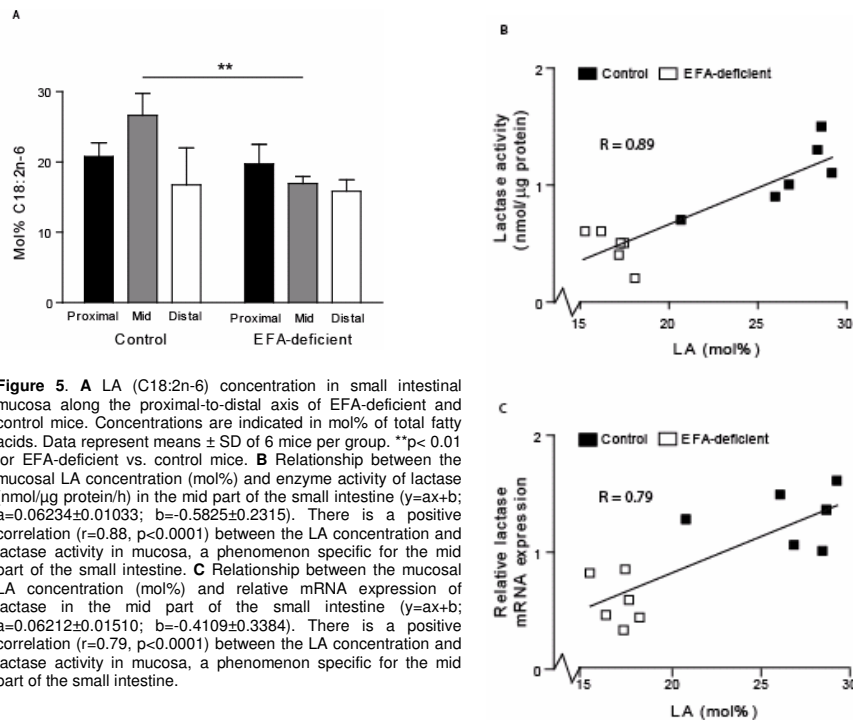 A
**
30
20
10
0
Mol% C18:2n-6
Proximal Mid Distal Proximal Mid Distal
Control EFA-deficient
Figure 5. A LA (C18:2n-6) concentration in small intestinal
mucosa along the proximal-to-distal axis of EFA-deficient and
control mice. Concentrations are indicated in mol% of total fatty
acids. Data represent means ± SD of 6 mice per group. **p< 0.01
or EFA-deficient vs. control mice. B Relationship between the
mucosal LA concentration (mol%) and enzyme activity of lactase
nmol/µg protein/h) in the mid part of the small intestine (y=ax+b;
a=0.06234±0.01033; b=-0.5825±0.2315). There is a positive
correlation (r=0.88, p<0.0001) between the LA concentration and
actase activity in mucosa, a phenomenon specific for the mid
part of the small intestine. C Relationship between the mucosal
LA concentration (mol%) and relative mRNA expression of
actase in the mid part of the small intestine (y=ax+b;
a=0.06212±0.01510; b=-0.4109±0.3384). There is a positive
correlation (r=0.79, p<0.0001) between the LA concentration and
actase activity in mucosa, a phenomenon specific for the mid
part of the small intestine.
B
2
Control EFA-deficient
R = 0.89
1
0
Lactase activity
(nmol/µg protein)
15 20 25 30
LA (mol%)
C
2
Control EFA-deficient
R = 0.79
1
0
Relative lactase
mRNA expression
15 20 25 30
LA (mol%)